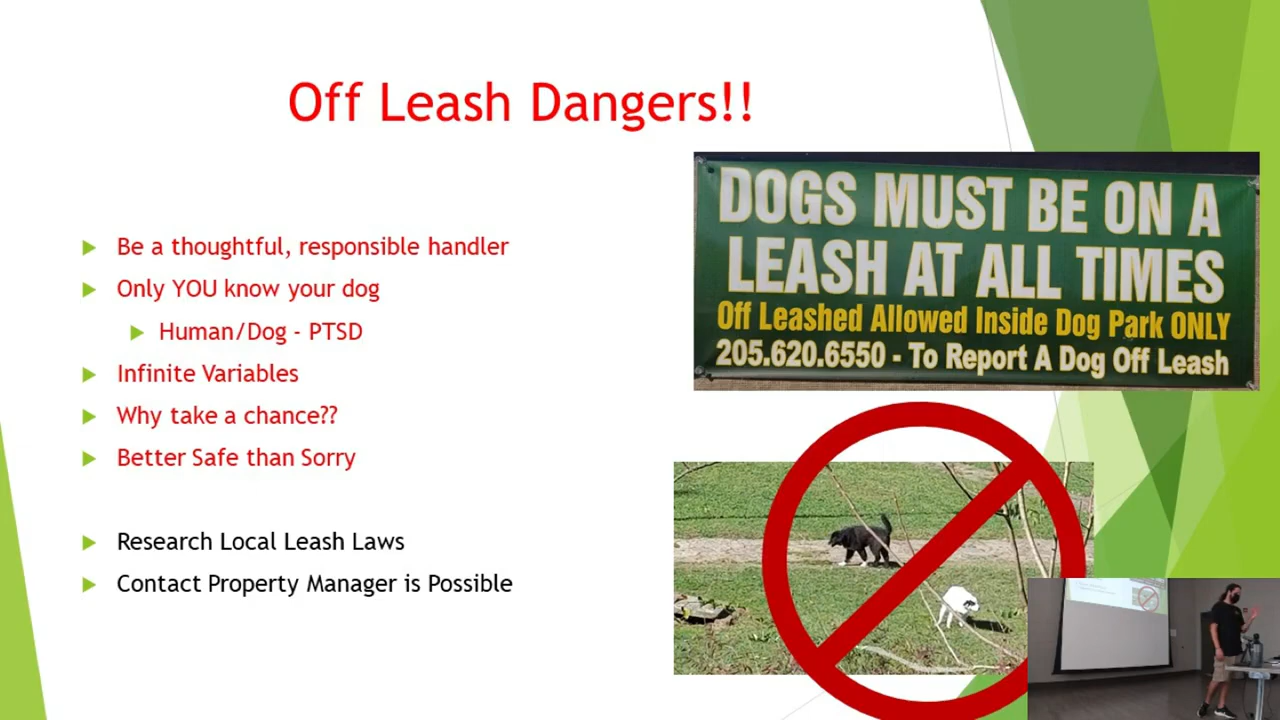 Off Leash Dangers!!
Be a thoughtful, responsible handler
Only YOU know your dog
Human/Dog - PTSD
Infinite Variables
Why take a chance??
Better Safe than Sorry
Research Local Leash Laws
Contact Property Manager is Possible
DOGS MUST BE ON A
LEASH AT ALL TIMES
Off Leashed Allowed Inside Dog Park ONLY
205.620.6550 - To Report A Dog Off Leash